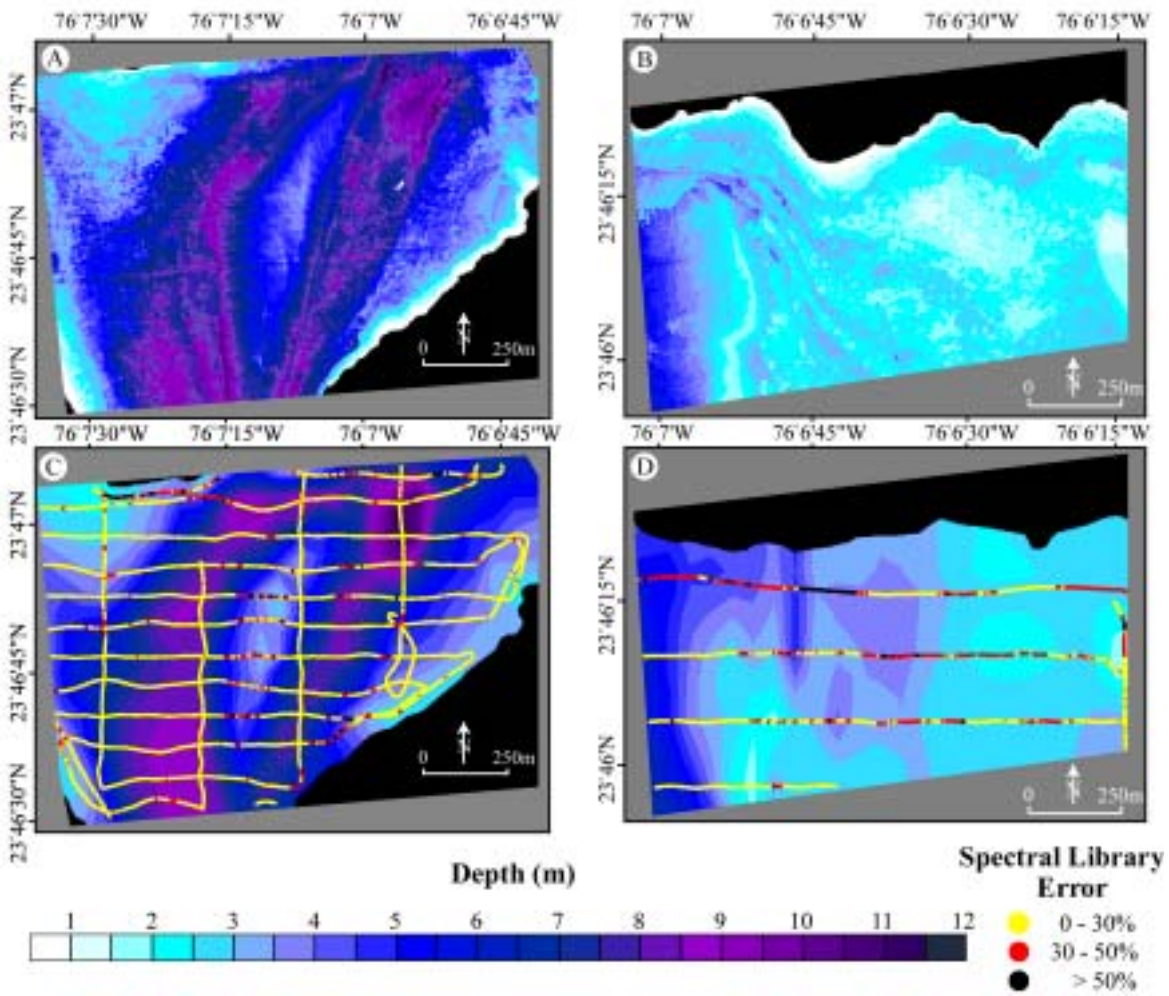 76˚7'30"W 76˚7'15"W 76˚7'W 76˚6'45"W 76˚7'W 76˚6'45"W 76˚6'30"W 76˚6'15"W
A
B
23˚47'N
23˚46'45"N
23˚46'30"N
23˚46'15"N
23˚46'N
N
0 250m
N
0 250m
76˚7'30"W 76˚7'15"W 76˚7'W 76˚6'45"W 76˚7'W 76˚6'45"W 76˚6'30"W 76˚6'15"W
C
D
23˚47'N
23˚46'45"N
23˚46'30"N
23˚46'15"N
23˚46'N
N
0 250m
N
0 250m
Depth (m)
1 2 3 4 5 6 7 8 9 10 11 12
Spectral Library
Error
0 - 30%
30 - 50%
> 50%